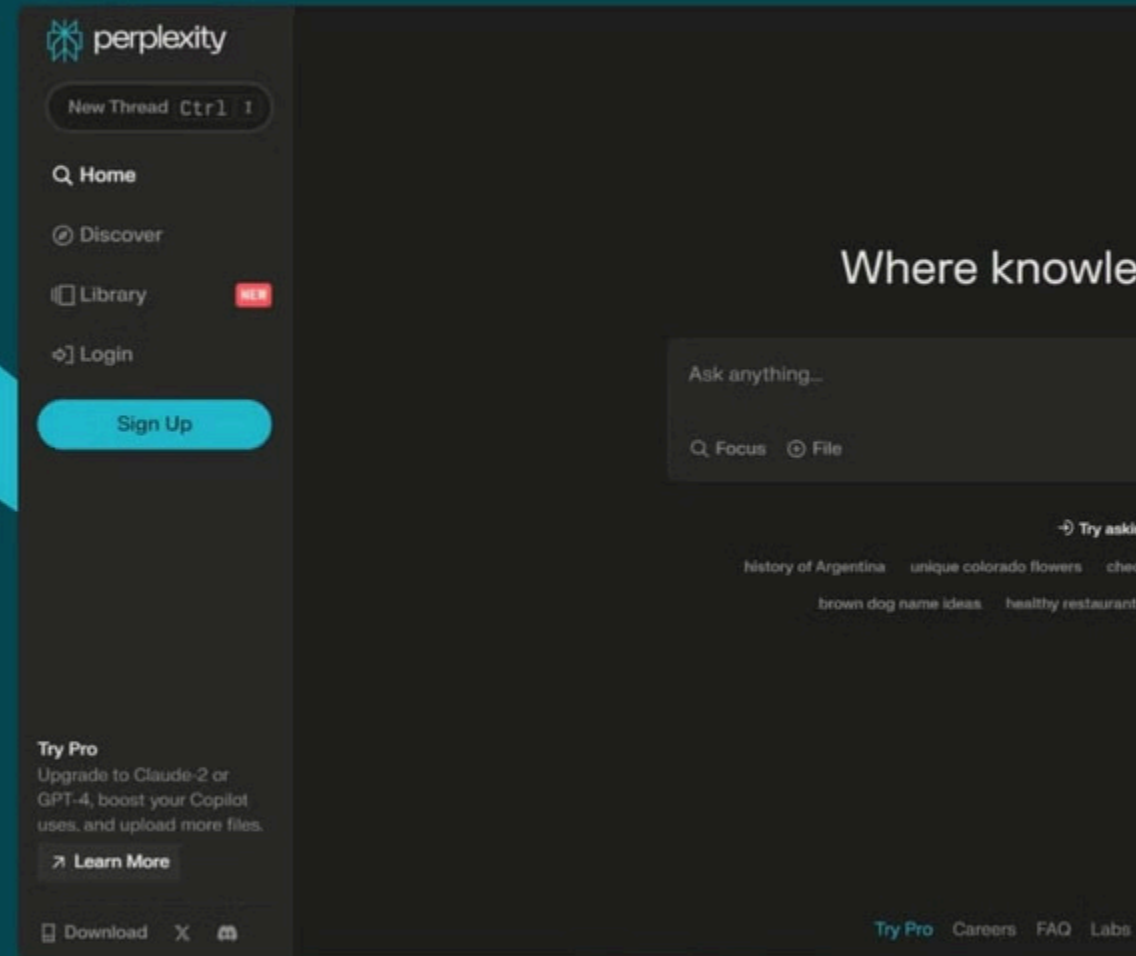 perplexity
New Thread Ctrl I
Home
Discover
Library NEW
Login
Sign Up
Where knowle
Ask anything...
Focus File
Try aski
history of Argentina unique colorado flowers chec
brown dog name ideas healthy restaurant
Try Pro
Upgrade to Claude-2 or
GPT-4, boost your Copilot
uses, and upload more files.
Learn More
Download X
Try Pro Careers FAQ Labs